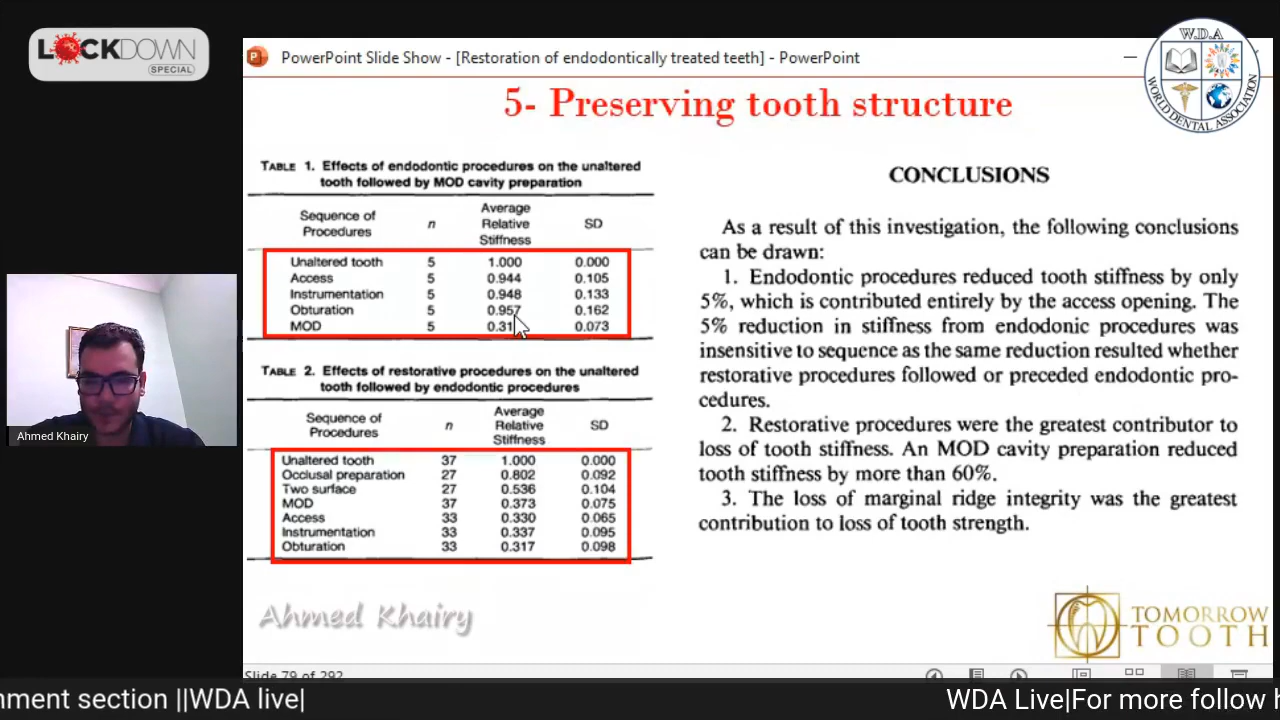 LOCKDOWN
SPECIAL
PowerPoint Slide Show - [Restoration of endodontically treated teeth] - PowerPoint
W.D.A
WORLD DENTAL ASSOCIATION
5- Preserving tooth structure
TABLE 1. Effects of endodontic procedures on the unaltered
tooth followed by MOD cavity preparation
Sequence of Procedures n Average Relative Stiffness SD
Unaltered tooth 5 1.000 0.000
Access 5 0.944 0.105
Instrumentation 5 0.948 0.133
Obturation 5 0.957 0.162
MOD 5 0.31 0.073
TABLE 2. Effects of restorative procedures on the unaltered
tooth followed by endodontic procedures
Sequence of Procedures n Average Relative Stiffness SD
Unaltered tooth 37 1.000 0.000
Occlusal preparation 27 0.802 0.092
Two surface 27 0.536 0.104
MOD 37 0.373 0.075
Access 33 0.330 0.065
Instrumentation 33 0.337 0.095
Obturation 33 0.317 0.098
CONCLUSIONS
As a result of this investigation, the following conclusions
can be drawn:
1. Endodontic procedures reduced tooth stiffness by only
5%, which is contributed entirely by the access opening. The
5% reduction in stiffness from endodonic procedures was
insensitive to sequence as the same reduction resulted whether
restorative procedures followed or preceded endodontic pro-
cedures.
2. Restorative procedures were the greatest contributor to
loss of tooth stiffness. An MOD cavity preparation reduced
tooth stiffness by more than 60%.
3. The loss of marginal ridge integrity was the greatest
contribution to loss of tooth strength.
Ahmed Khairy
Ahmed Khairy
TOMORROW
TOOTH
Slide 79 of 292
nment section ||WDA live|
WDA Live|For more follow